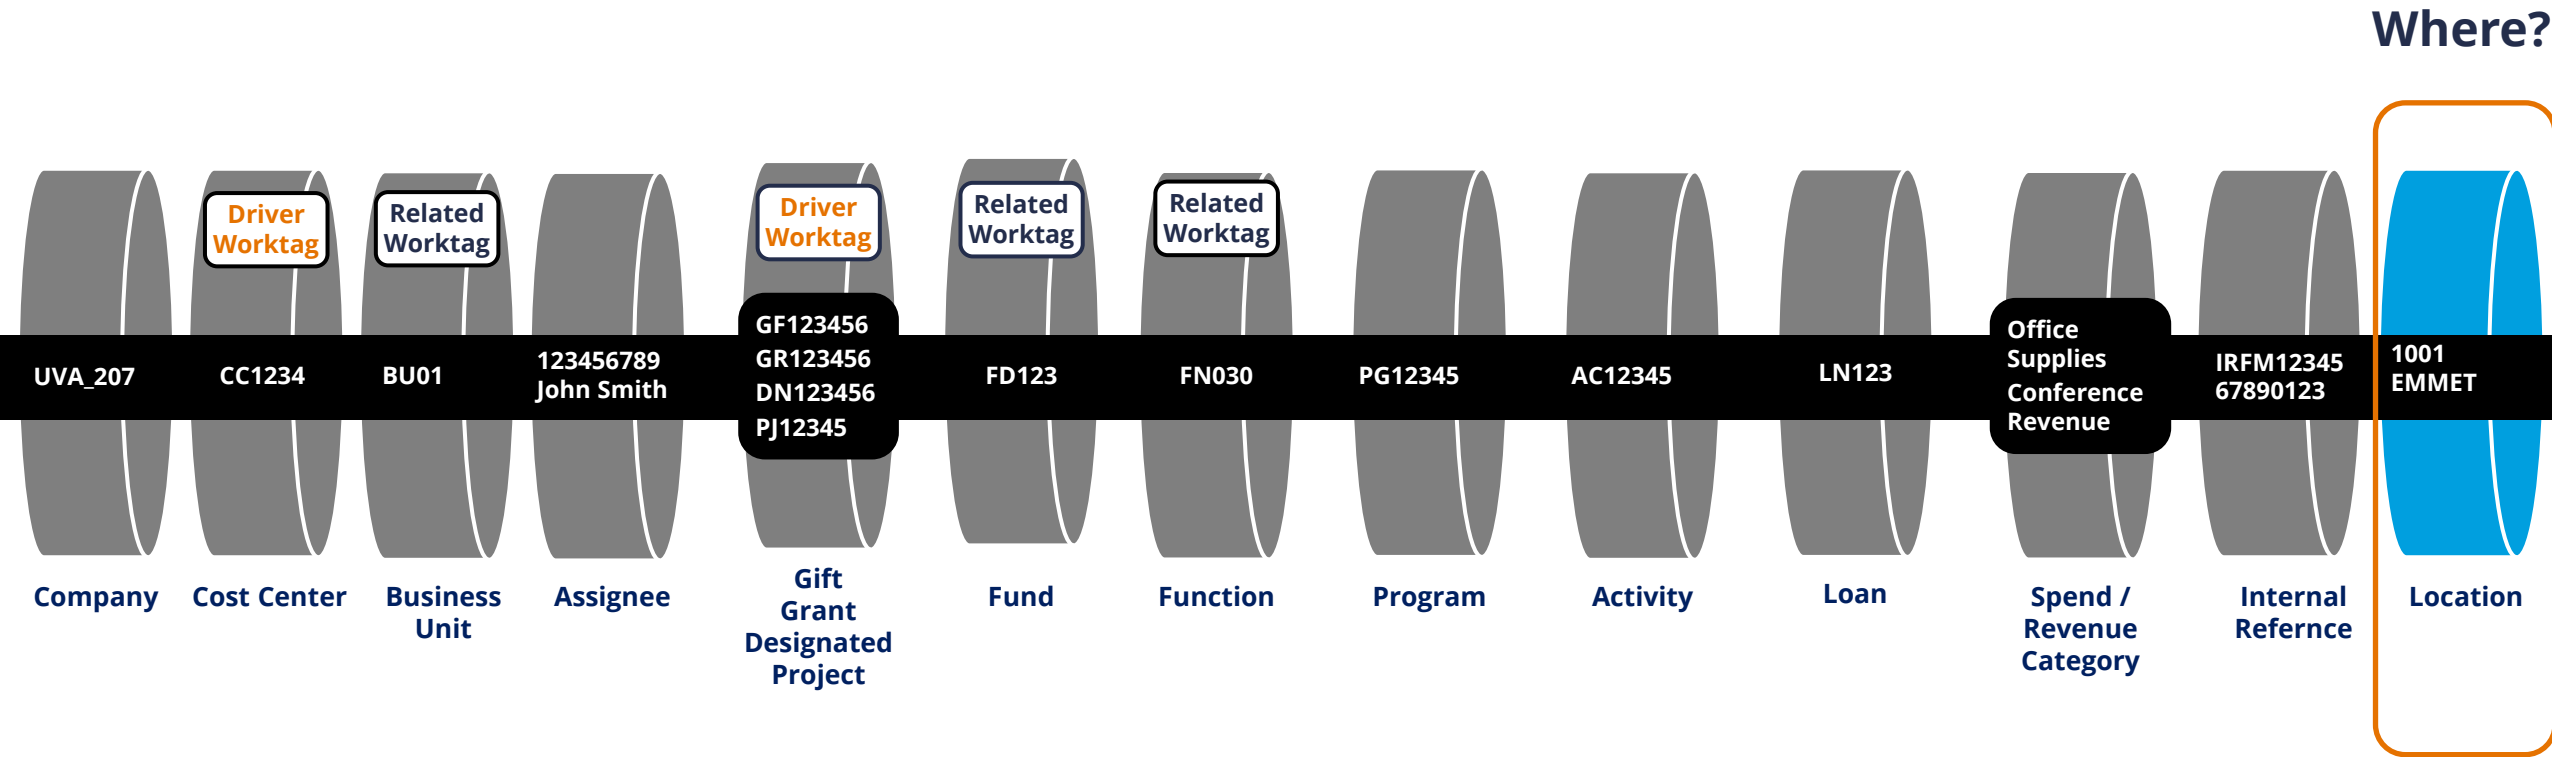 Where?
Driver
Worktag
Related
Worktag
Driver
Worktag
Related
Worktag
Related
Worktag
UVA_207
CC1234
BU01
123456789
John Smith
GF123456
GR123456
DN123456
PJ12345
FD123
FN030
PG12345
AC12345
LN123
Office
Supplies
Conference
Revenue
IRFM12345
67890123
1001
EMMET
Company
Cost Center
Business
Unit
Assignee
Gift
Grant
Designated
Project
Fund
Function
Program
Activity
Loan
Spend /
Revenue
Category
Internal
Refernce
Location